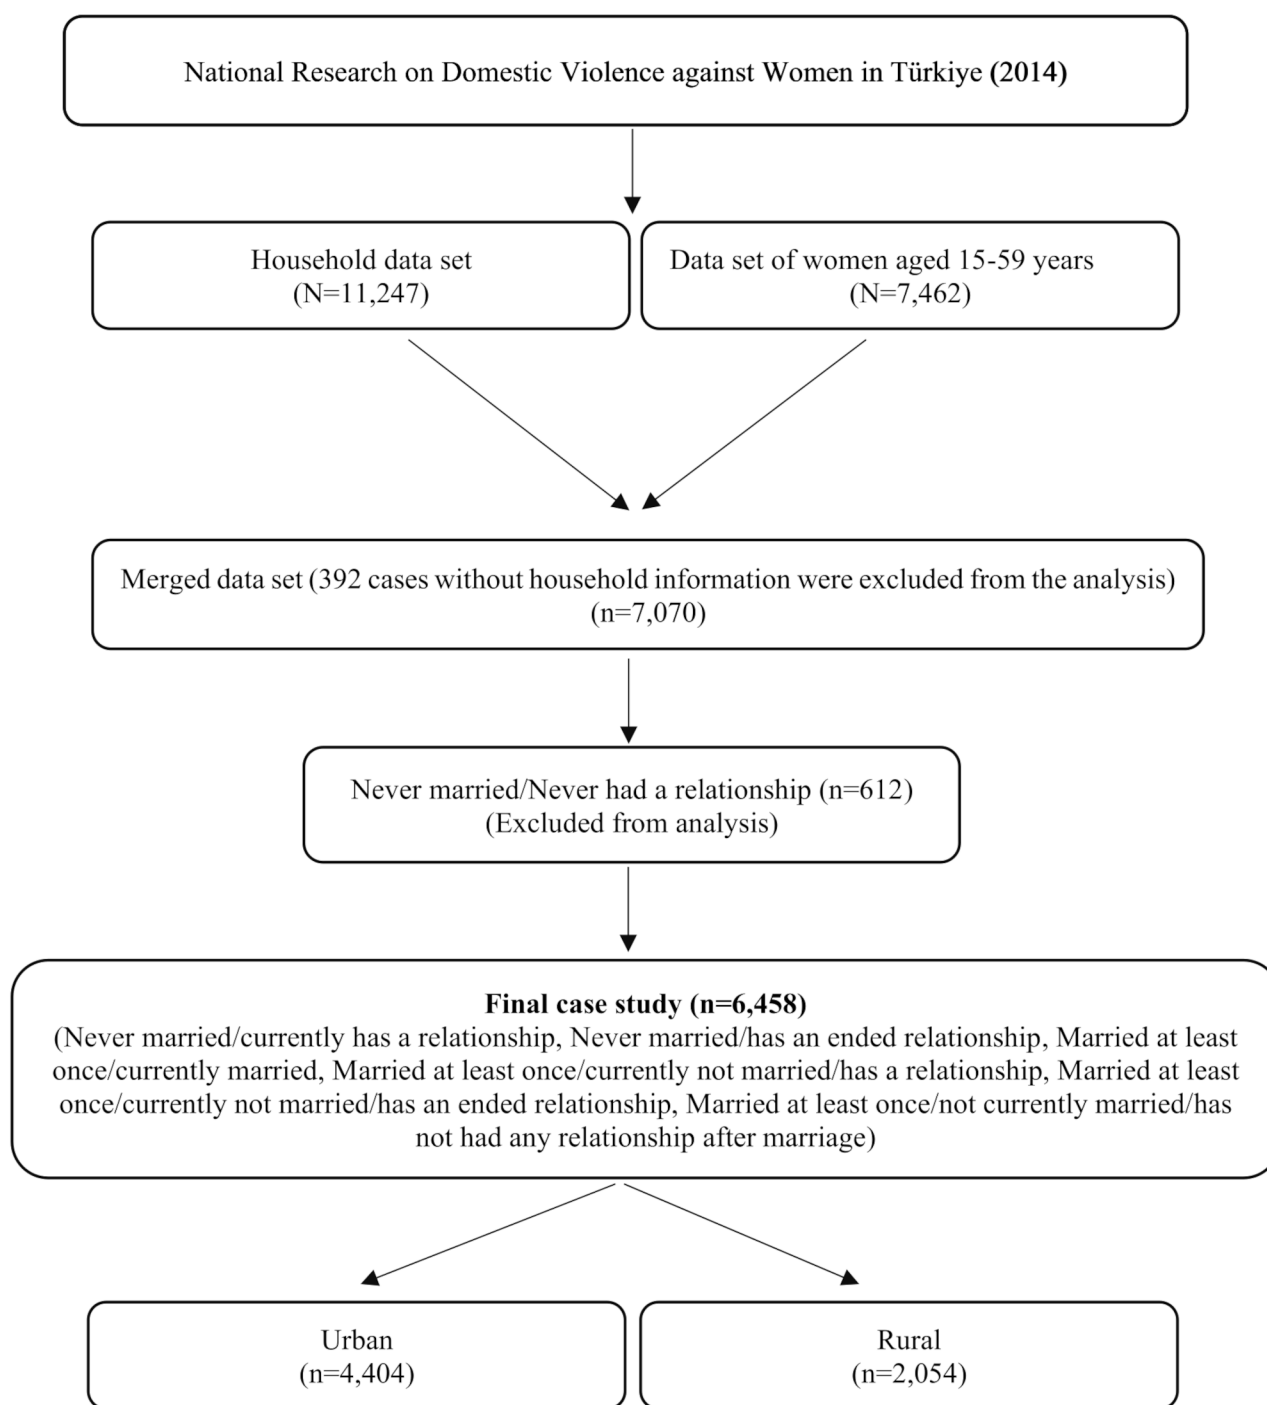 National Research on Domestic Violence against Women in Türkiye (2014)
Household data set
(N=11,247)
Data set of women aged 15-59 years
(N=7,462)
Merged data set (392 cases without household information were excluded from the analysis)
(n=7,070)
Never married/Never had a relationship (n=612)
(Excluded from analysis)
Final case study (n=6,458)
(Never married/currently has a relationship, Never married/has an ended relationship, Married at least
once/currently married, Married at least once/currently not married/has a relationship, Married at least
once/currently not married/has an ended relationship, Married at least once/not currently married/has
not had any relationship after marriage)
Urban
(n=4,404)
Rural
(n=2,054)